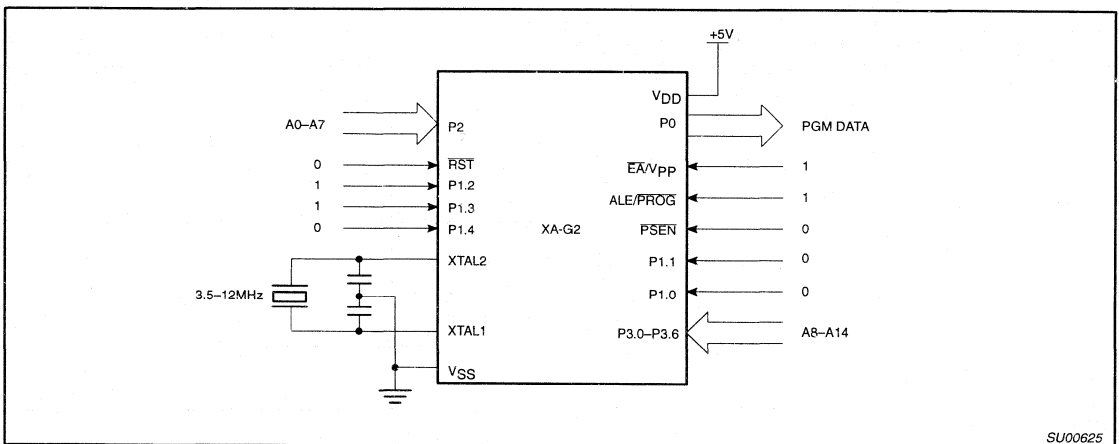 +5V
VDD
A0–A7
P2
P0
PGM DATA
0
RST
EA/VPP
1
1
P1.2
1
P1.3
ALE/PROG
1
0
P1.4
XA-G2
PSEN
0
XTAL2
P1.1
0
3.5–12MHz
P1.0
0
XTAL1
P3.0–P3.6
A8–A14
VSS
SU00625